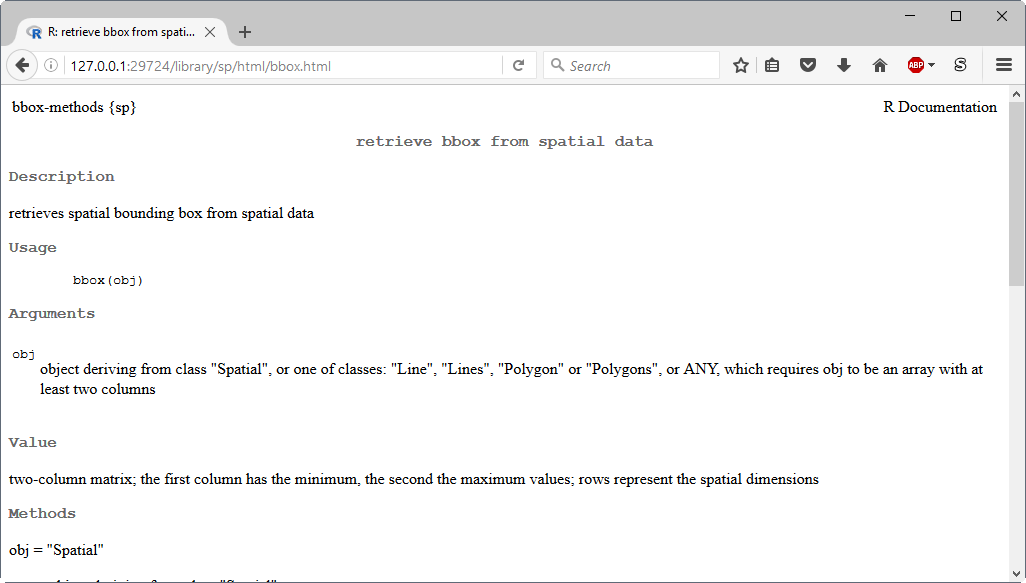 R: retrieve bbox from spati...
127.0.0.1:29724/library/sp/html/bbox.html
Search
ABP
bbox-methods {sp}
R Documentation
retrieve bbox from spatial data
Description
retrieves spatial bounding box from spatial data
Usage
bbox(obj)
Arguments
obj
object deriving from class "Spatial", or one of classes: "Line", "Lines", "Polygon" or "Polygons", or ANY, which requires obj to be an array with at
least two columns
Value
two-column matrix; the first column has the minimum, the second the maximum values; rows represent the spatial dimensions
Methods
obj = "Spatial"